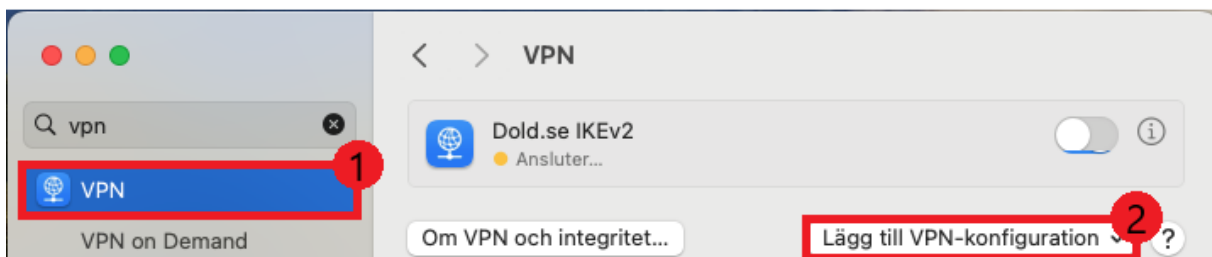 VPN
vpn
Dold.se IKEv2
Ansluter...
1
VPN
2
VPN on Demand
Om VPN och integritet...
Lägg till VPN-konfiguration
?